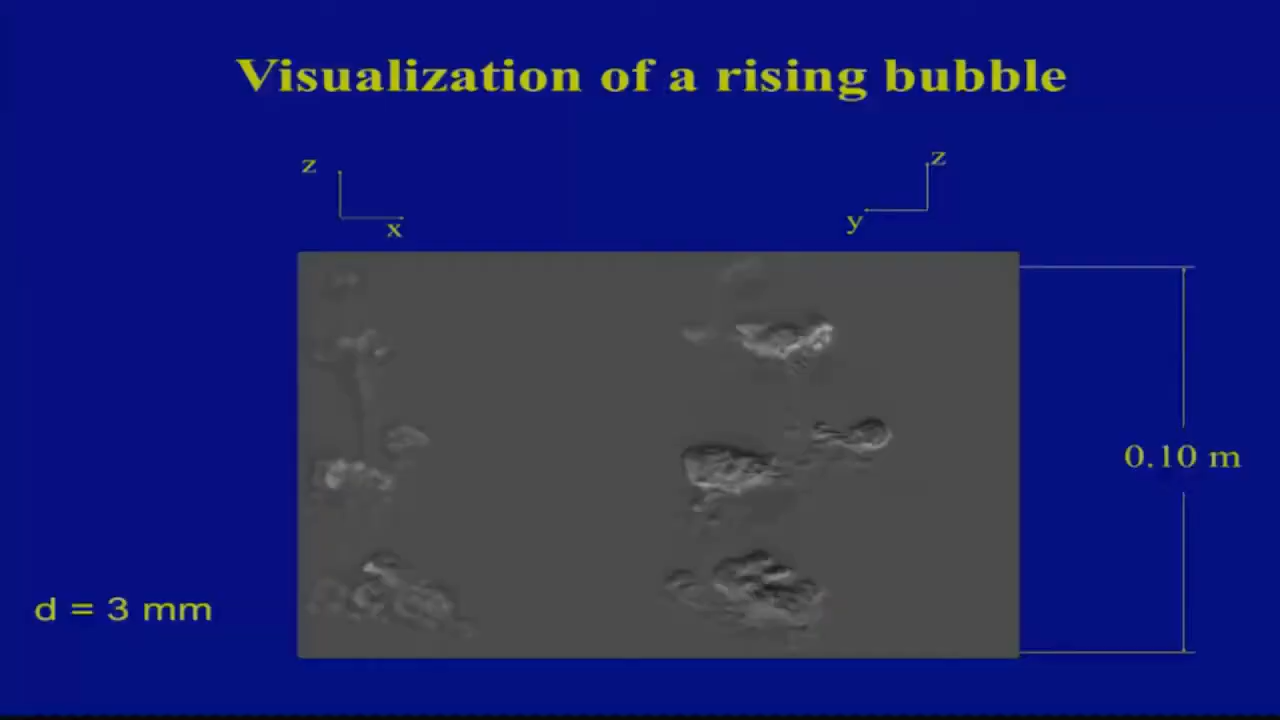 Visualization of a rising bubble
z
x
z
y
0.10 m
d = 3 mm